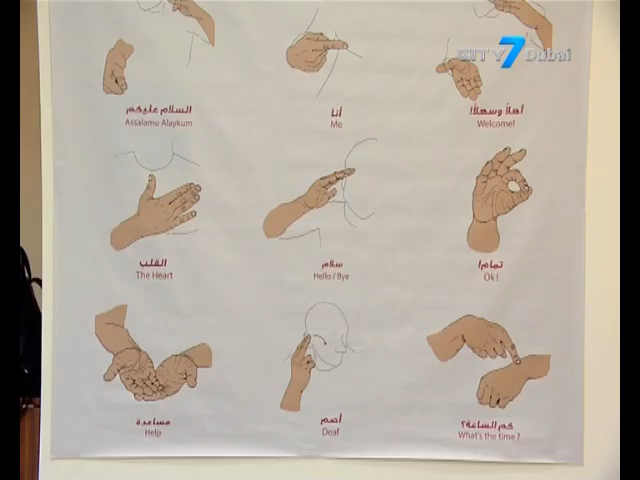 CITY 7 Dubai
السلام عليكم
Assalamu Alaykum
أنا
Me
أهلاً وسهلاً!
Welcome!
القلب
The Heart
سلام
Hello / Bye
تمام!
Ok!
مساعدة
Help
أصم
Deaf
كم الساعة؟
What's the time?